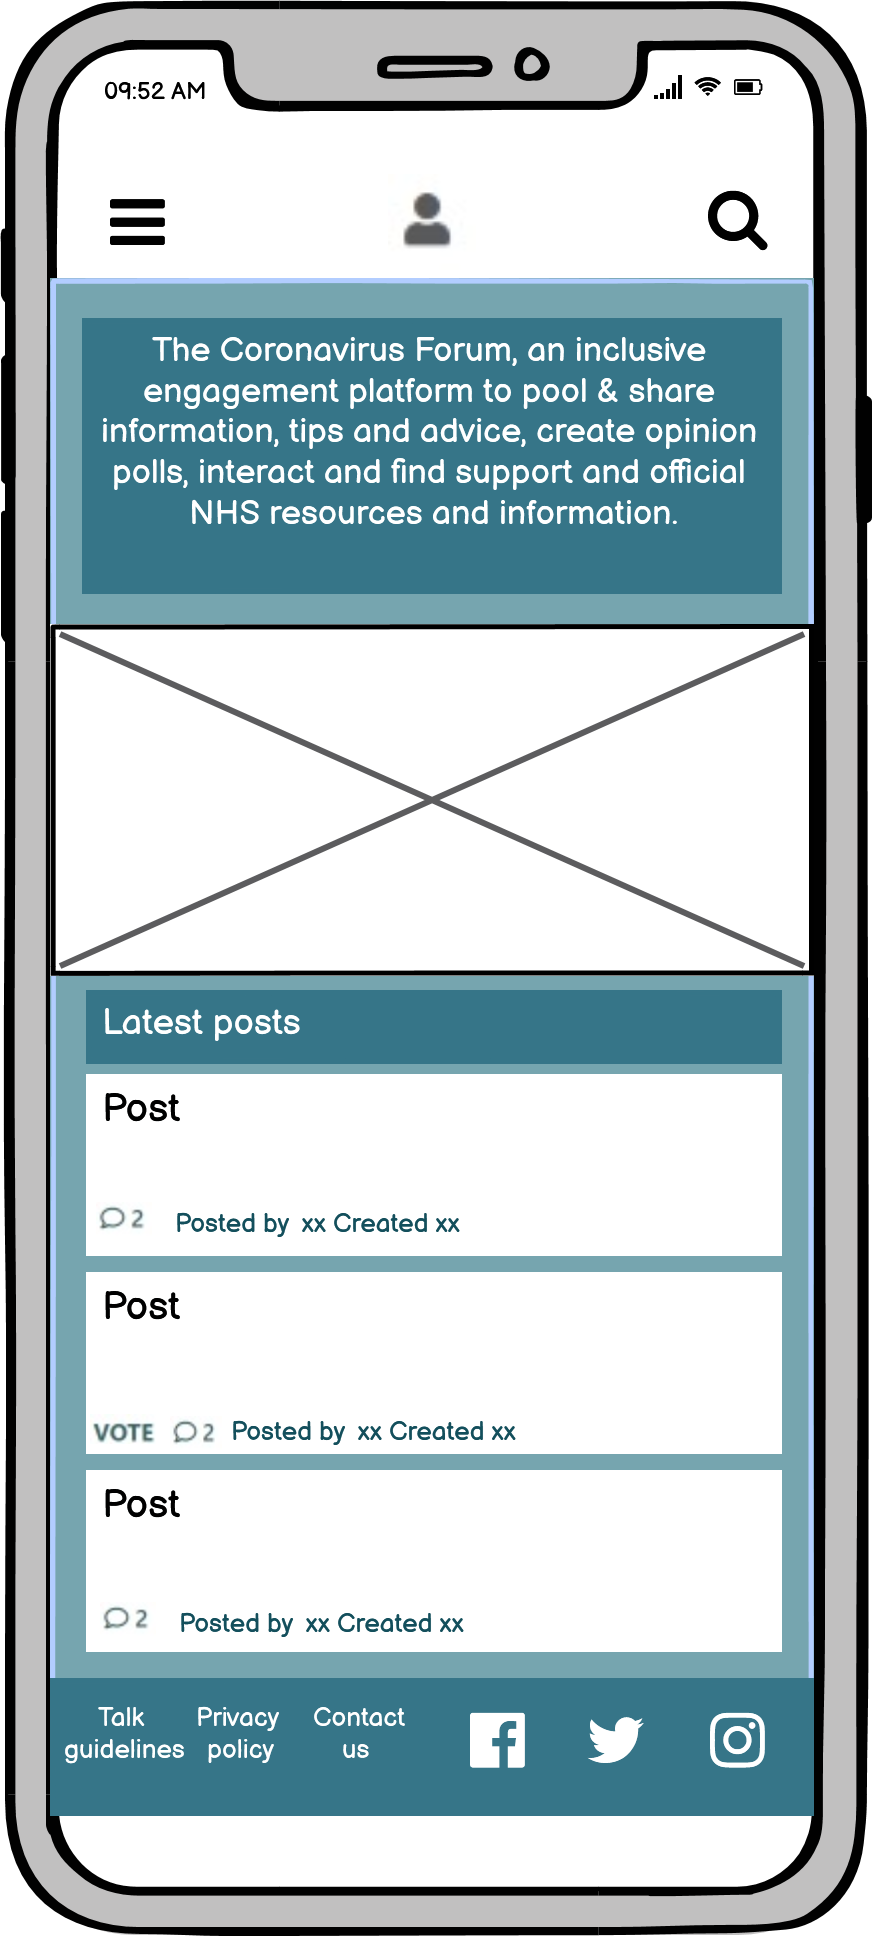 09:52 AM
The Coronavirus Forum, an inclusive
engagement platform to pool & share
information, tips and advice, create opinion
polls, interact and find support and official
NHS resources and information.
Latest posts
Post
2 Posted by xx Created xx
Post
VOTE 2 Posted by xx Created xx
Post
2 Posted by xx Created xx
Talk guidelines
Privacy policy
Contact us